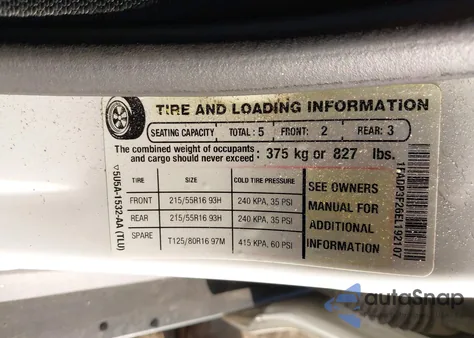 TIRE AND LOADING INFORMATION
SEATING CAPACITY TOTAL: 5 FRONT: 2 REAR: 3
The combined weight of occupants
and cargo should never exceed: 375 kg or 827 lbs.
TIRE SIZE COLD TIRE PRESSURE
FRONT 215/55R16 93H 240 KPA, 35 PSI
REAR 215/55R16 93H 240 KPA, 35 PSI
SPARE T125/80R16 97M 415 KPA, 60 PSI
SEE OWNERS
MANUAL FOR
ADDITIONAL
INFORMATION
5U5A-1532-AA (TLU)
1FADP3F26EL192107
autoSnap